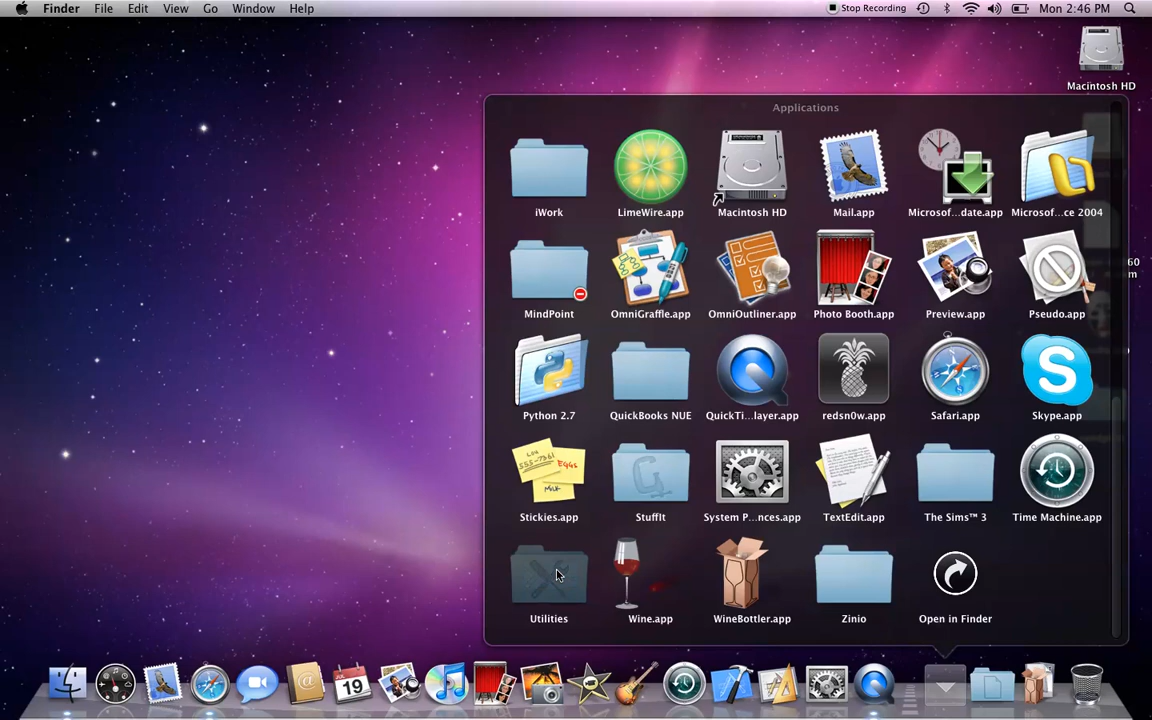 Finder File Edit View Go Window Help Stop Recording Mon 2:46 PM
Macintosh HD
Applications
iWork LimeWire.app Macintosh HD Mail.app Microsof...date.app Microsof...ce 2004
60
m
MindPoint OmniGraffle.app OmniOutliner.app Photo Booth.app Preview.app Pseudo.app
Python 2.7 QuickBooks NUE QuickTi...layer.app redsn0w.app Safari.app Skype.app
Stickies.app StuffIt System P...nces.app TextEdit.app The Sims™ 3 Time Machine.app
Utilities Wine.app WineBottler.app Zinio Open in Finder
19